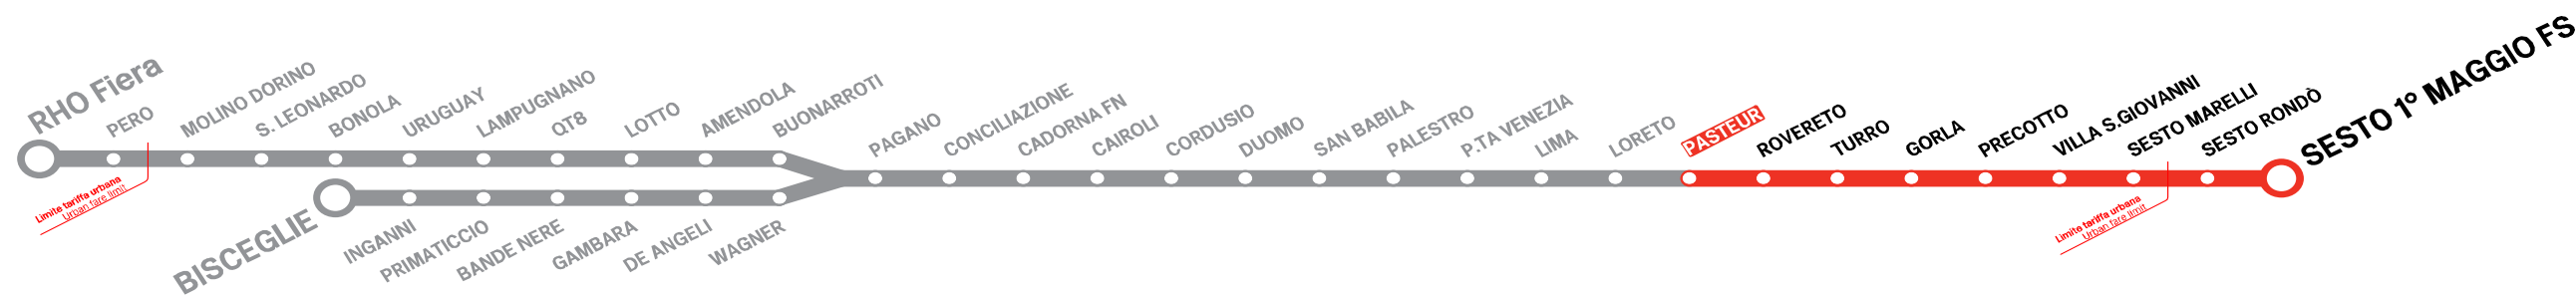 RHO Fiera
PERO
MOLINO DORINO
S. LEONARDO
BONOLA
URUGUAY
LAMPUGNANO
QT8
LOTTO
AMENDOLA
BUONARROTI
PAGANO
CONCILIAZIONE
CADORNA FN
CAIROLI
CORDUSIO
DUOMO
SAN BABILA
PALESTRO
P.TA VENEZIA
LIMA
LORETO
PASTEUR
ROVERETO
TURRO
GORLA
PRECOTTO
VILLA S.GIOVANNI
SESTO MARELLI
SESTO RONDÒ
SESTO 1° MAGGIO FS
Limite tariffa urbana
Urban fare limit
BISCEGLIE
INGANNI
PRIMATICCIO
BANDE NERE
GAMBARA
DE ANGELI
WAGNER
Limite tariffa urbana
Urban fare limit